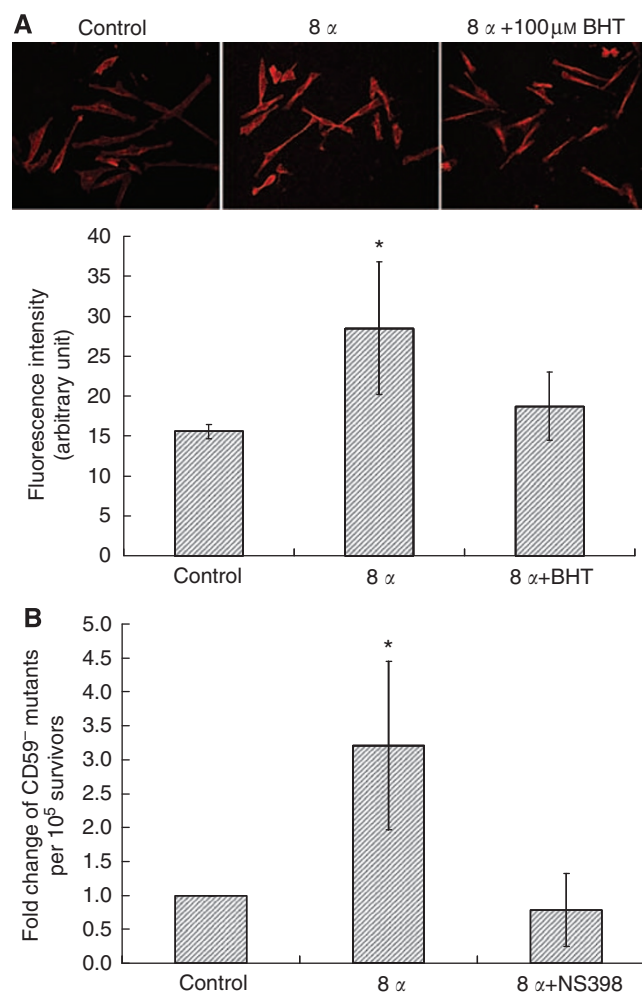 A
Control
8 α
8 α +100 μM BHT
Fluorescence intensity
(arbitrary unit)
40
35
30
25
20
15
10
5
0
*
Control
8 α
8 α+BHT
B
Fold change of CD59⁻ mutants
per 10⁵ survivors
5.0
4.5
4.0
3.5
3.0
2.5
2.0
1.5
1.0
0.5
0.0
*
Control
8 α
8 α+NS398